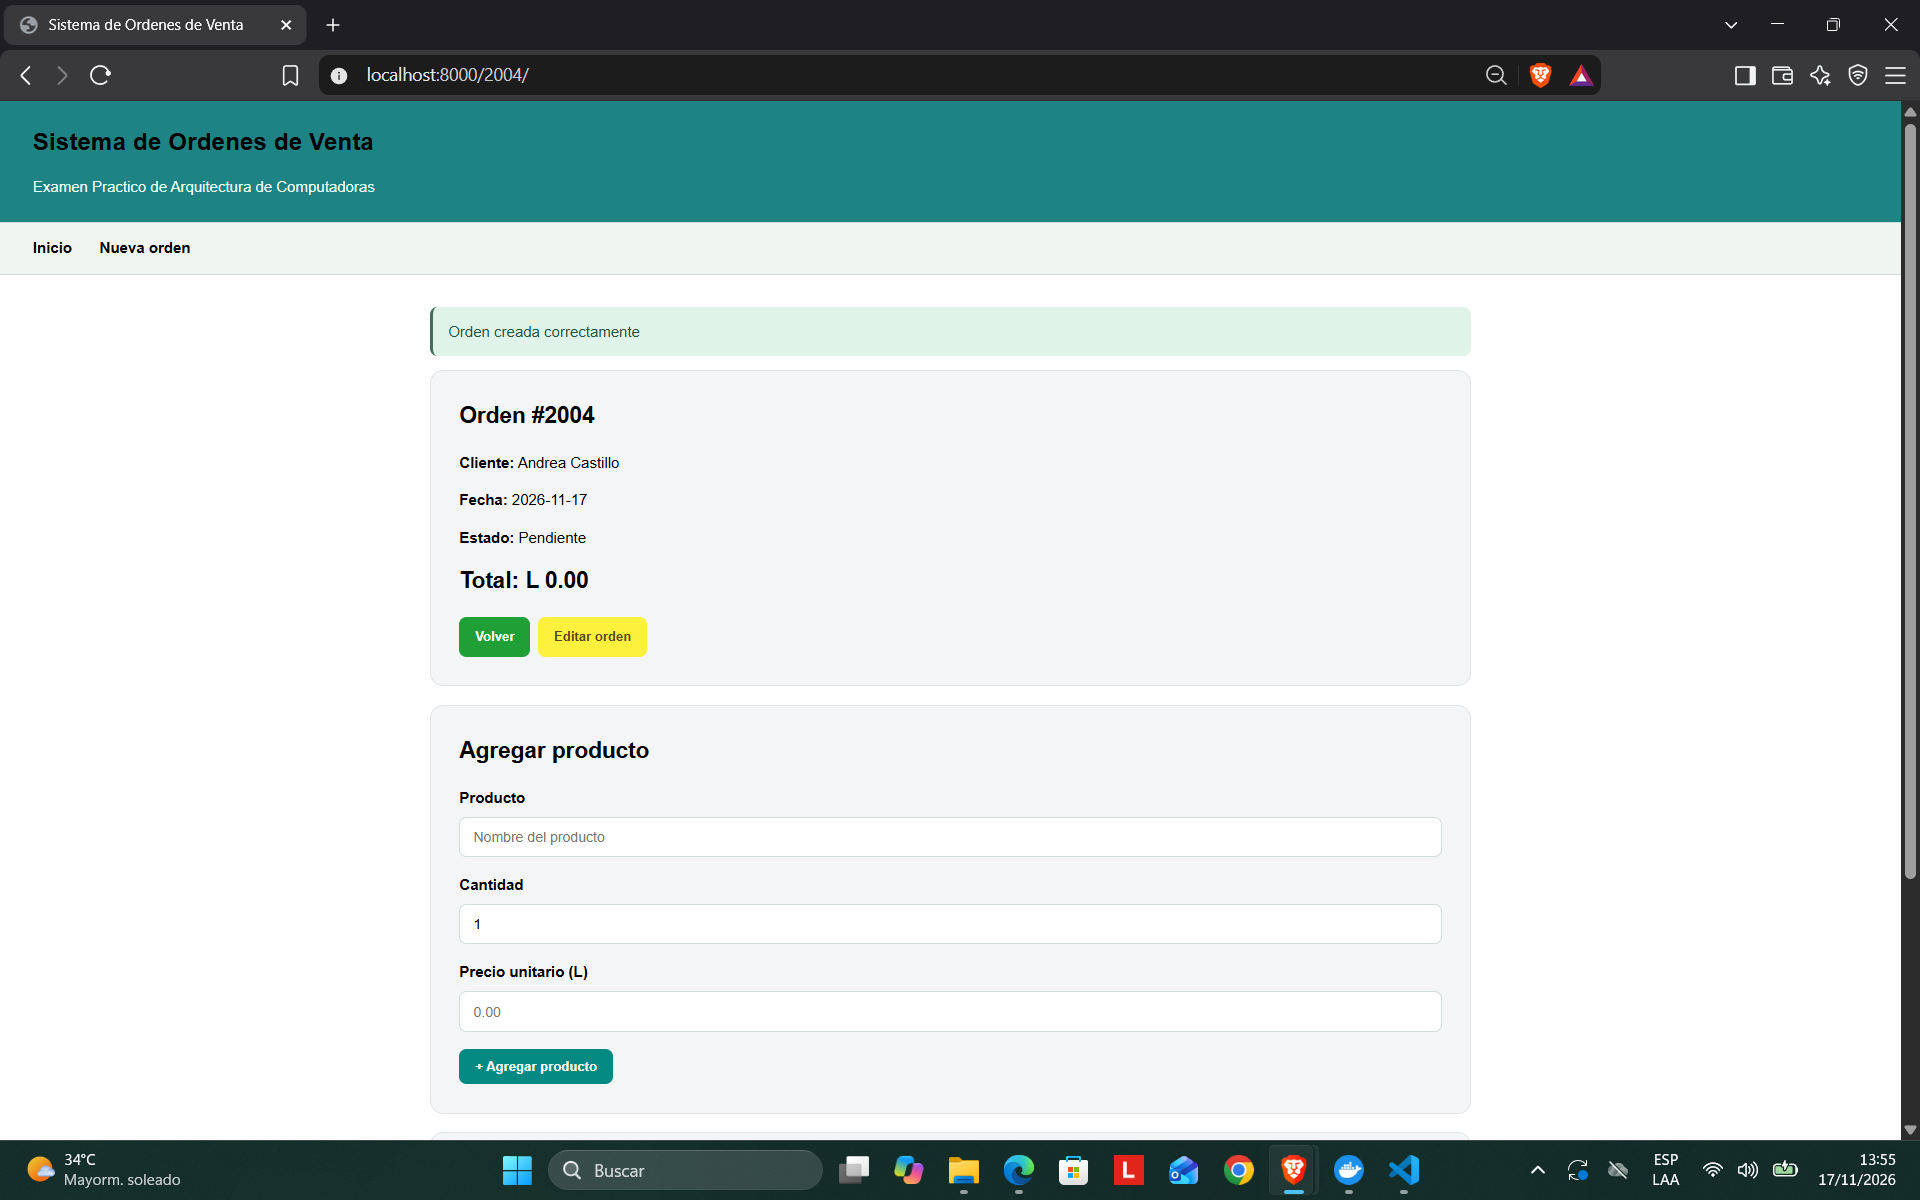 Sistema de Ordenes de Venta
localhost:8000/2004/
Sistema de Ordenes de Venta
Examen Practico de Arquitectura de Computadoras
Inicio Nueva orden
Orden creada correctamente
Orden #2004
Cliente: Andrea Castillo
Fecha: 2026-11-17
Estado: Pendiente
Total: L 0.00
Volver Editar orden
Agregar producto
Producto
Nombre del producto
Cantidad
1
Precio unitario (L)
0.00
+ Agregar producto
34°C
Mayorm. soleado
Buscar
L
ESP
LAA
13:55
17/11/2026